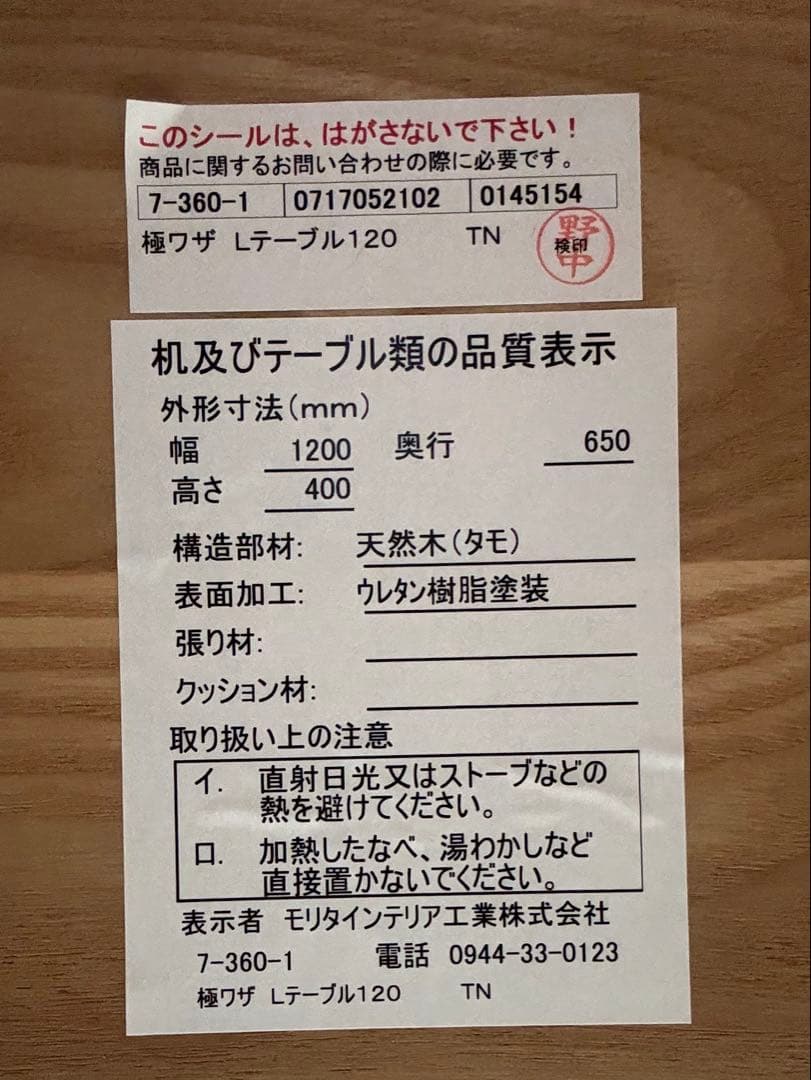 このシールは、はがさないで下さい！
商品に関するお問い合わせの際に必要です。
7-360-1 0717052102 0145154
極ワザ Lテーブル120 TN
野中
検印
机及びテーブル類の品質表示
外形寸法(mm)
幅 1200 奥行 650
高さ 400
構造部材: 天然木(タモ)
表面加工: ウレタン樹脂塗装
張り材:
クッション材:
取り扱い上の注意
イ. 直射日光又はストーブなどの
熱を避けてください。
ロ. 加熱したなべ、湯わかしなど
直接置かないでください。
表示者 モリタインテリア工業株式会社
7-360-1 電話 0944-33-0123
極ワザ Lテーブル120 TN